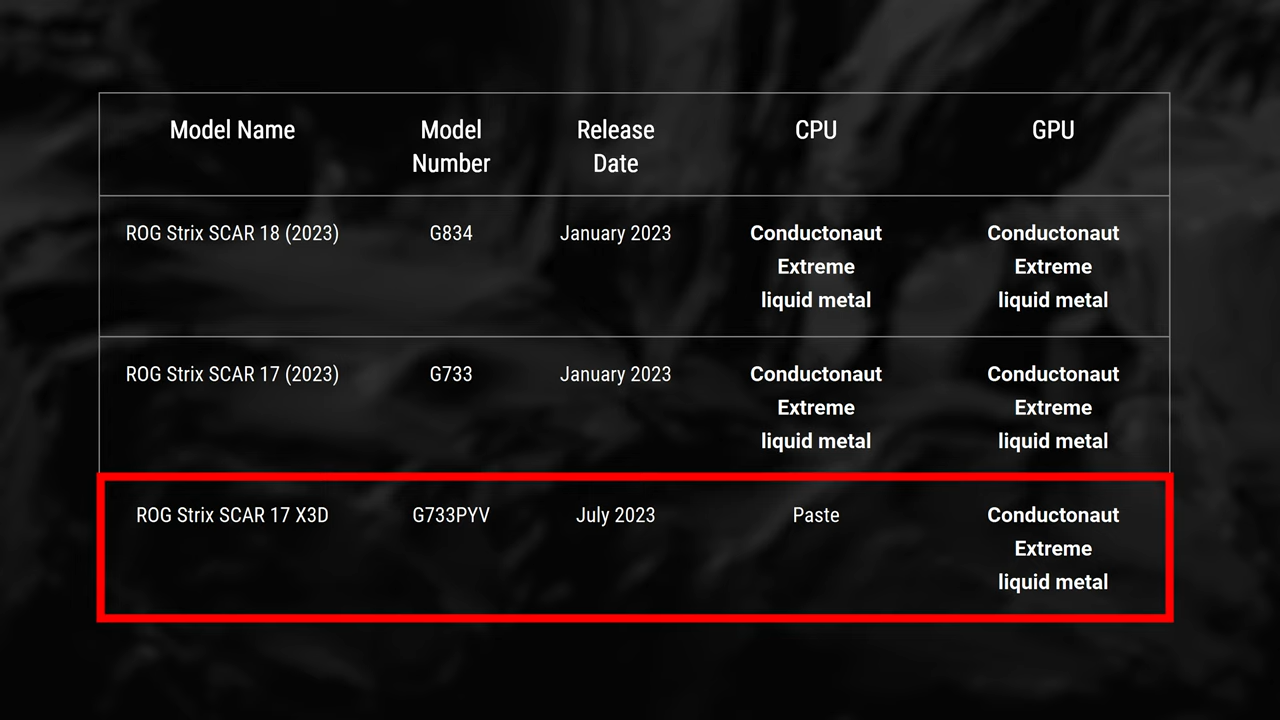 Model Name
Model
Number
Release
Date
CPU
GPU
ROG Strix SCAR 18 (2023)
G834
January 2023
Conductonaut
Extreme
liquid metal
Conductonaut
Extreme
liquid metal
ROG Strix SCAR 17 (2023)
G733
January 2023
Conductonaut
Extreme
liquid metal
Conductonaut
Extreme
liquid metal
ROG Strix SCAR 17 X3D
G733PYV
July 2023
Paste
Conductonaut
Extreme
liquid metal